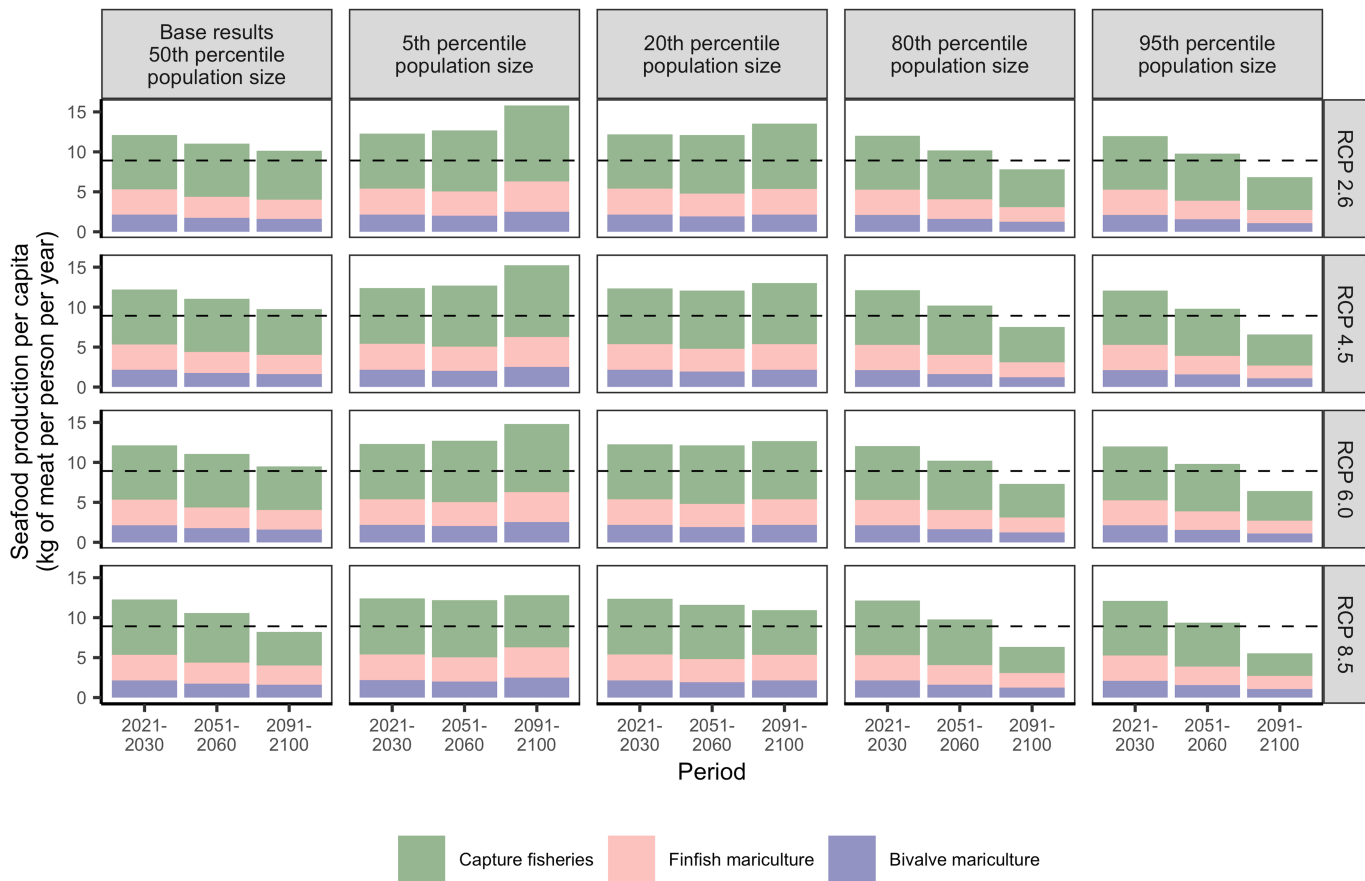 Base results
50th percentile
population size
5th percentile
population size
20th percentile
population size
80th percentile
population size
95th percentile
population size
Seafood production per capita
(kg of meat per person per year)
15
10
5
0
RCP 2.6
15
10
5
0
RCP 4.5
15
10
5
0
RCP 6.0
15
10
5
0
RCP 8.5
2021-
2030
2051-
2060
2091-
2100
2021-
2030
2051-
2060
2091-
2100
2021-
2030
2051-
2060
2091-
2100
2021-
2030
2051-
2060
2091-
2100
2021-
2030
2051-
2060
2091-
2100
Period
Capture fisheries
Finfish mariculture
Bivalve mariculture